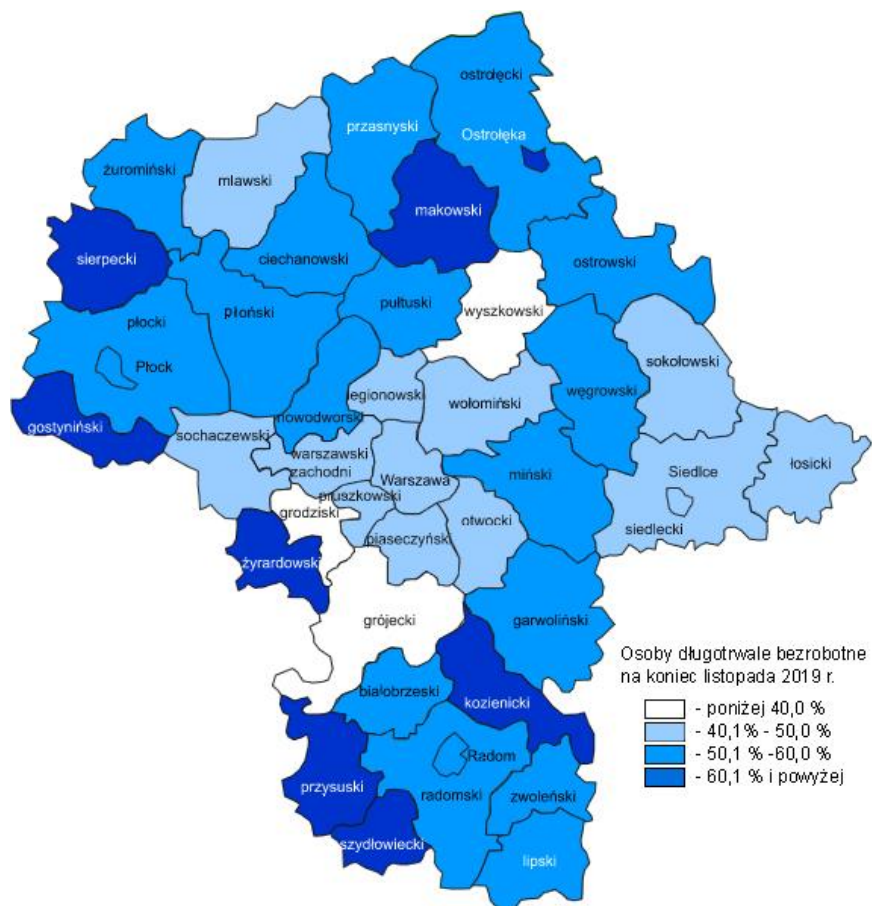 ostrołęcki
przasnyski
Ostrołęka
żuromiński
mławski
makowski
sierpecki
ciechanowski
ostrowski
pułtuski
wyszkowski
płocki
płoński
Płock
sokołowski
legionowski
węgrowski
wołomiński
nowodworski
gostyniński
sochaczewski
warszawski
zachodni
Warszawa
miński
Siedlce
łosicki
pruszkowski
grodziski
otwocki
siedlecki
piaseczyński
żyrardowski
grójecki
garwoliński
Osoby długotrwale bezrobotne
na koniec listopada 2019 r.
białobrzeski
kozienicki
- poniżej 40,0 %
- 40,1% - 50,0 %
- 50,1 % -60,0 %
- 60,1 % i powyżej
Radom
przysuski
radomski
zwoleński
szydłowiecki
lipski